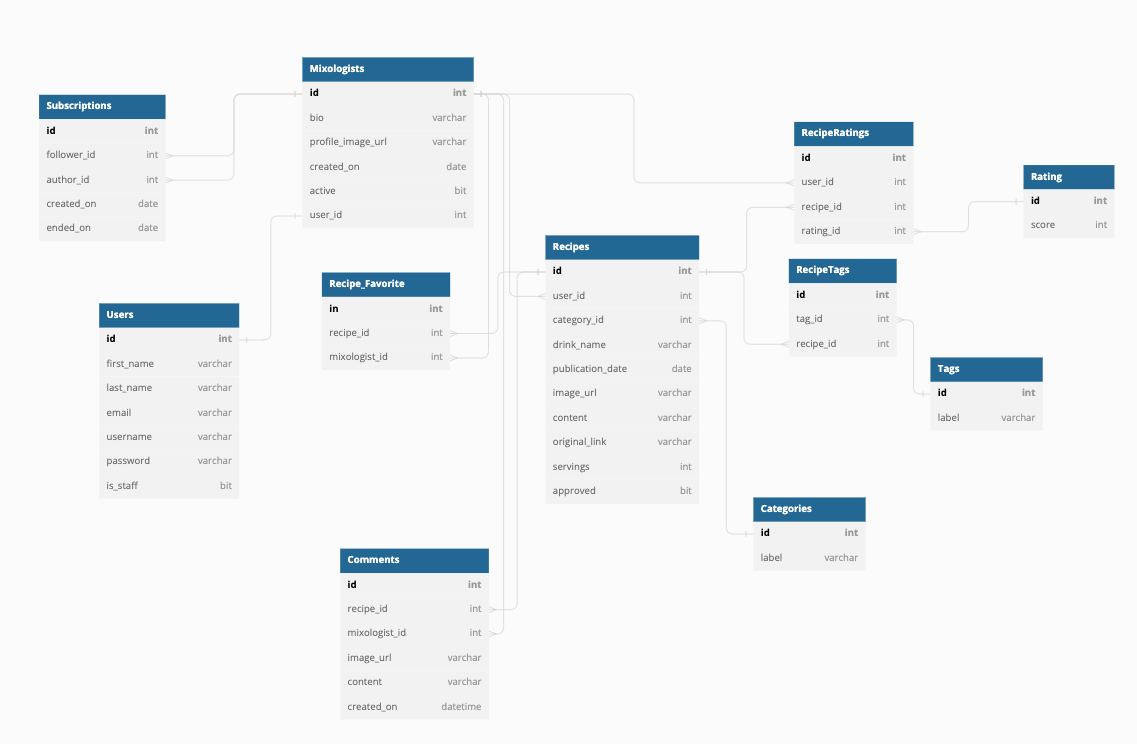 Mixologists
id int
bio varchar
profile_image_url varchar
created_on date
active bit
user_id int
Subscriptions
id int
follower_id int
author_id int
created_on date
ended_on date
RecipeRatings
id int
user_id int
recipe_id int
rating_id int
Rating
id int
score int
Recipes
id int
user_id int
category_id int
drink_name varchar
publication_date date
image_url varchar
content varchar
original_link varchar
servings int
approved bit
RecipeTags
id int
tag_id int
recipe_id int
Recipe_Favorite
in int
recipe_id int
mixologist_id int
Users
id int
first_name varchar
last_name varchar
email varchar
username varchar
password varchar
is_staff bit
Tags
id int
label varchar
Categories
id int
label varchar
Comments
id int
recipe_id int
mixologist_id int
image_url varchar
content varchar
created_on datetime